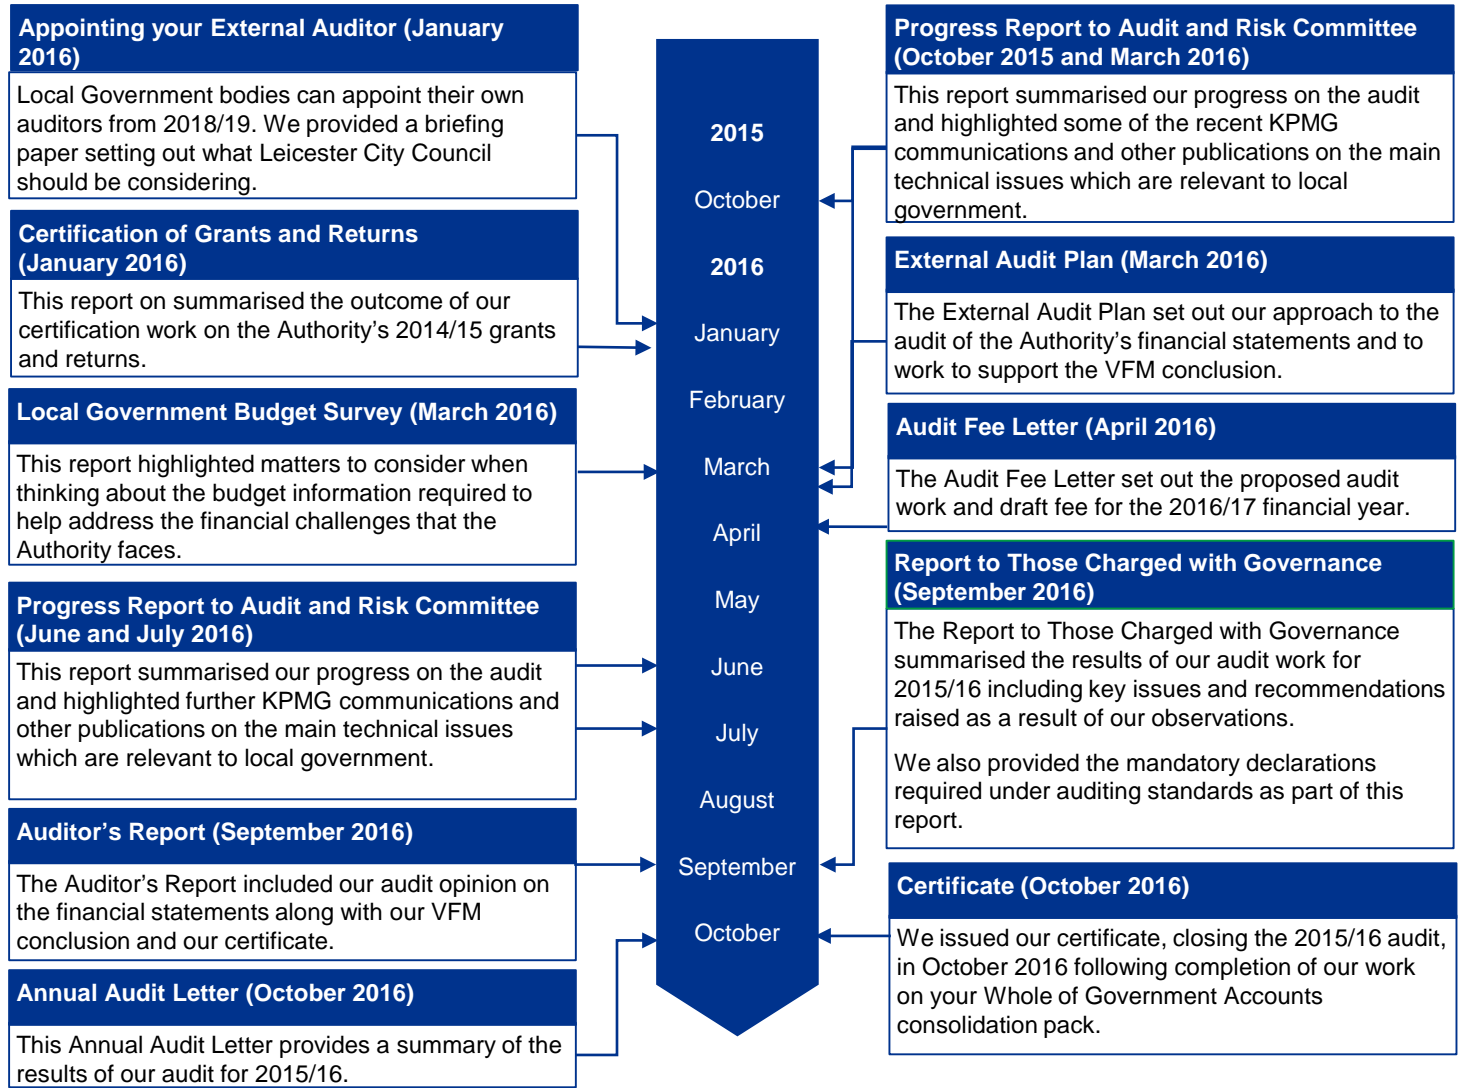 Appointing your External Auditor (January
2016)
Local Government bodies can appoint their own
auditors from 2018/19. We provided a briefing
paper setting out what Leicester City Council
should be considering.
Certification of Grants and Returns
(January 2016)
This report on summarised the outcome of our
certification work on the Authority’s 2014/15 grants
and returns.
Local Government Budget Survey (March 2016)
This report highlighted matters to consider when
thinking about the budget information required to
help address the financial challenges that the
Authority faces.
Progress Report to Audit and Risk Committee
(June and July 2016)
This report summarised our progress on the audit
and highlighted further KPMG communications and
other publications on the main technical issues
which are relevant to local government.
Auditor’s Report (September 2016)
The Auditor’s Report included our audit opinion on
the financial statements along with our VFM
conclusion and our certificate.
Annual Audit Letter (October 2016)
This Annual Audit Letter provides a summary of the
results of our audit for 2015/16.
2015
October
2016
January
February
March
April
May
June
July
August
September
October
Progress Report to Audit and Risk Committee
(October 2015 and March 2016)
This report summarised our progress on the audit
and highlighted some of the recent KPMG
communications and other publications on the main
technical issues which are relevant to local
government.
External Audit Plan (March 2016)
The External Audit Plan set out our approach to the
audit of the Authority’s financial statements and to
work to support the VFM conclusion.
Audit Fee Letter (April 2016)
The Audit Fee Letter set out the proposed audit
work and draft fee for the 2016/17 financial year.
Report to Those Charged with Governance
(September 2016)
The Report to Those Charged with Governance
summarised the results of our audit work for
2015/16 including key issues and recommendations
raised as a result of our observations.
We also provided the mandatory declarations
required under auditing standards as part of this
report.
Certificate (October 2016)
We issued our certificate, closing the 2015/16 audit,
in October 2016 following completion of our work
on your Whole of Government Accounts
consolidation pack.